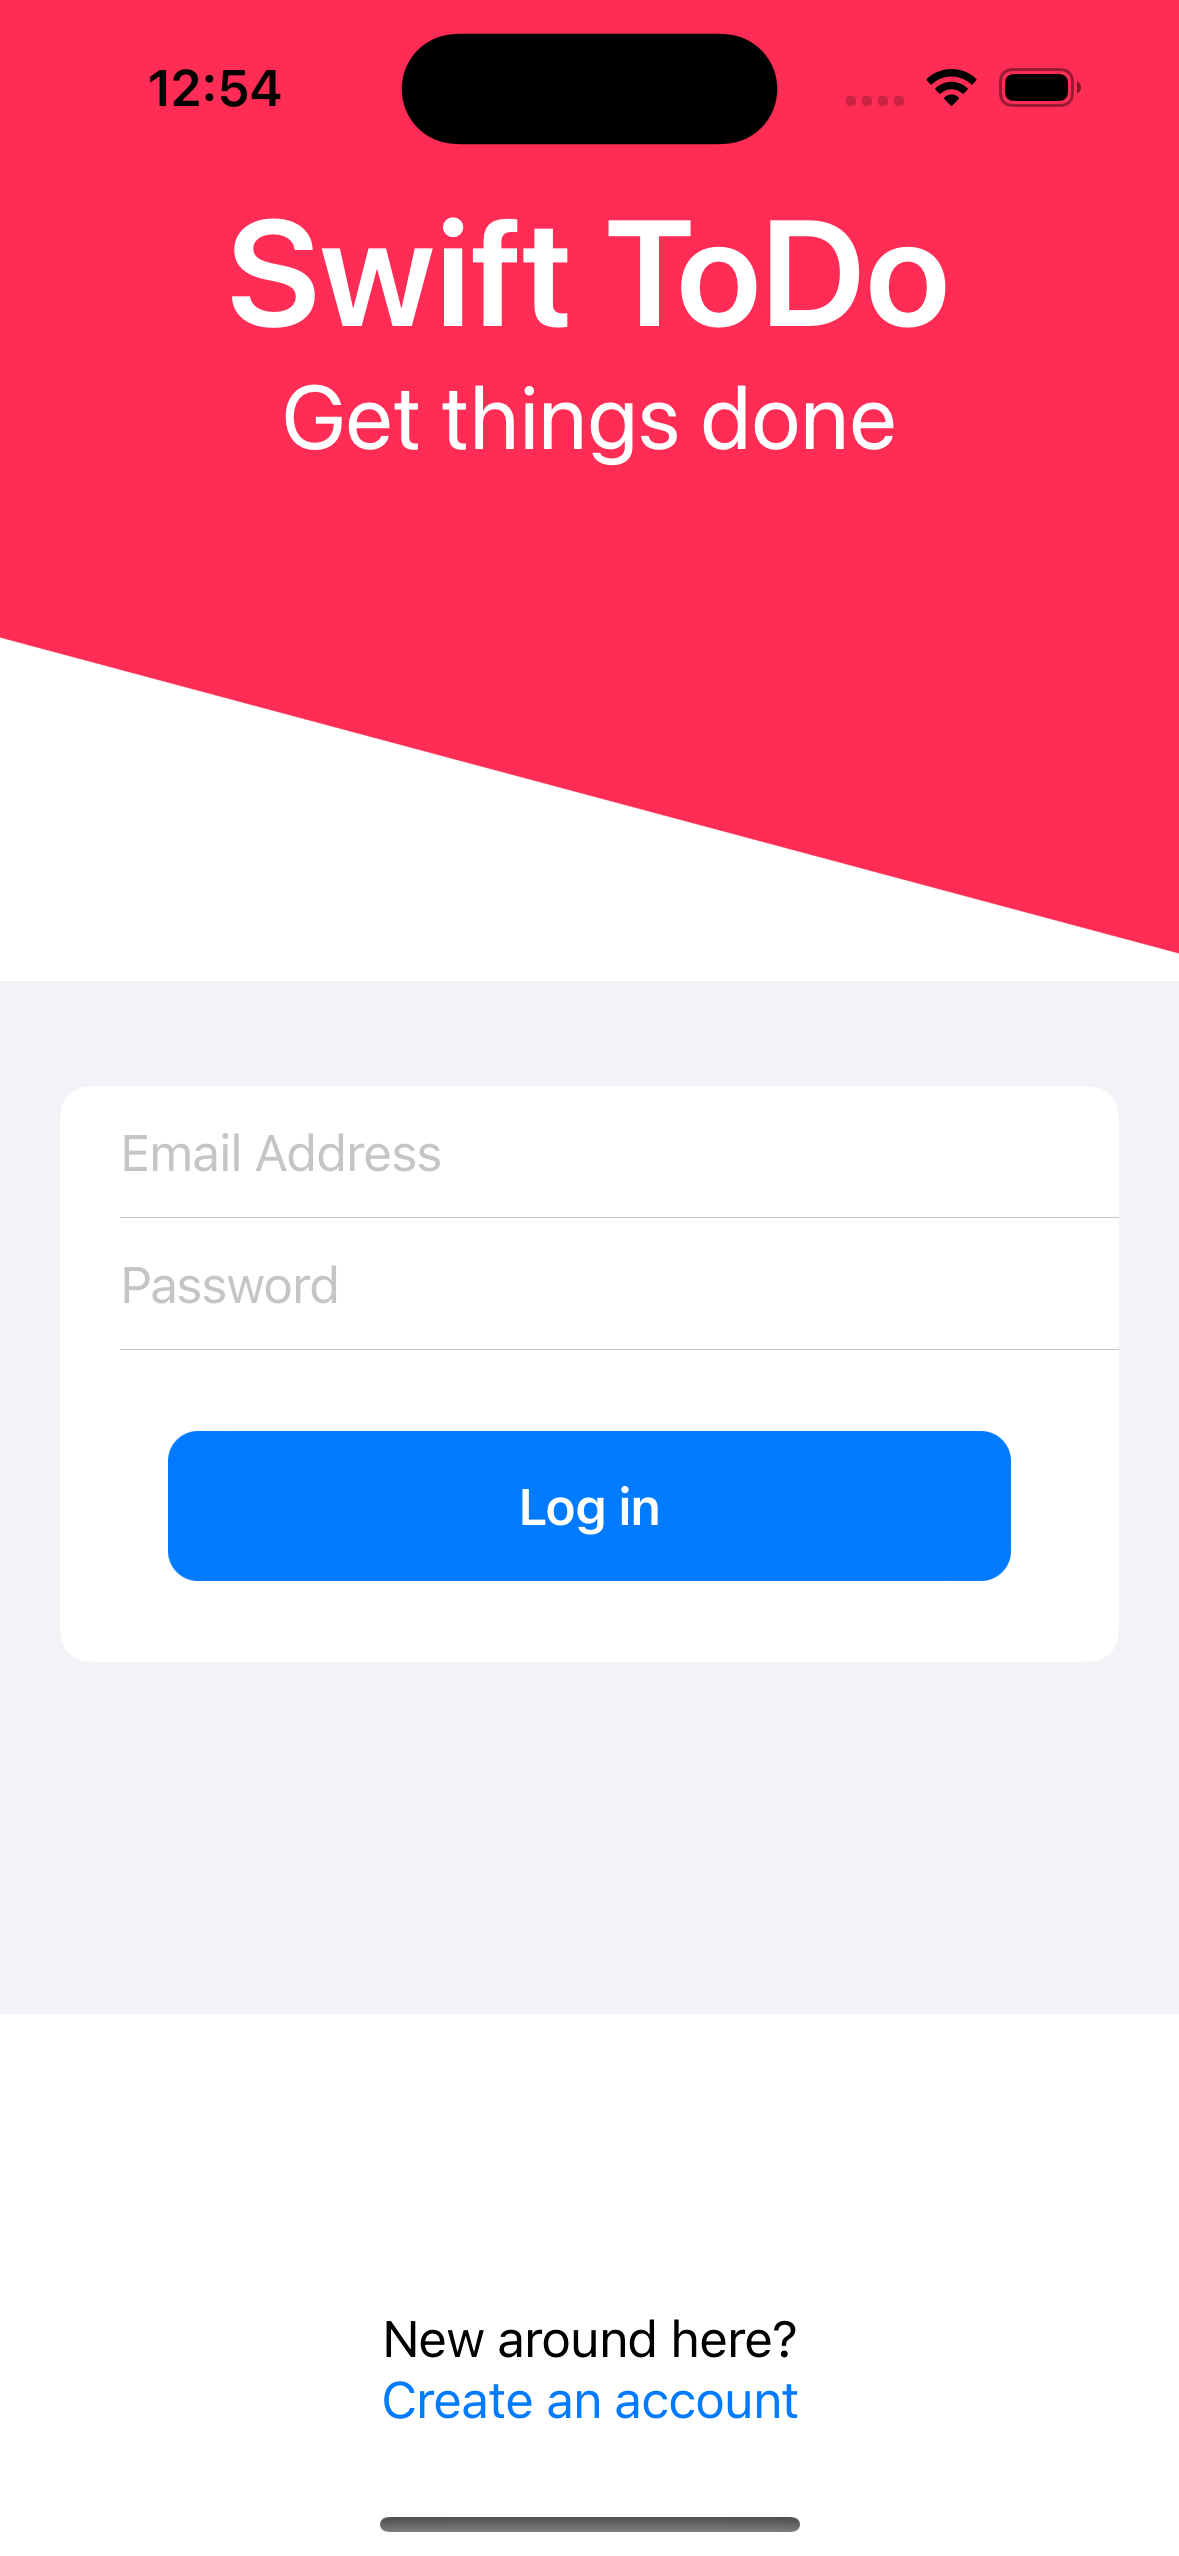 12:54
Swift ToDo
Get things done
Email Address
Password
Log in
New around here?
Create an account